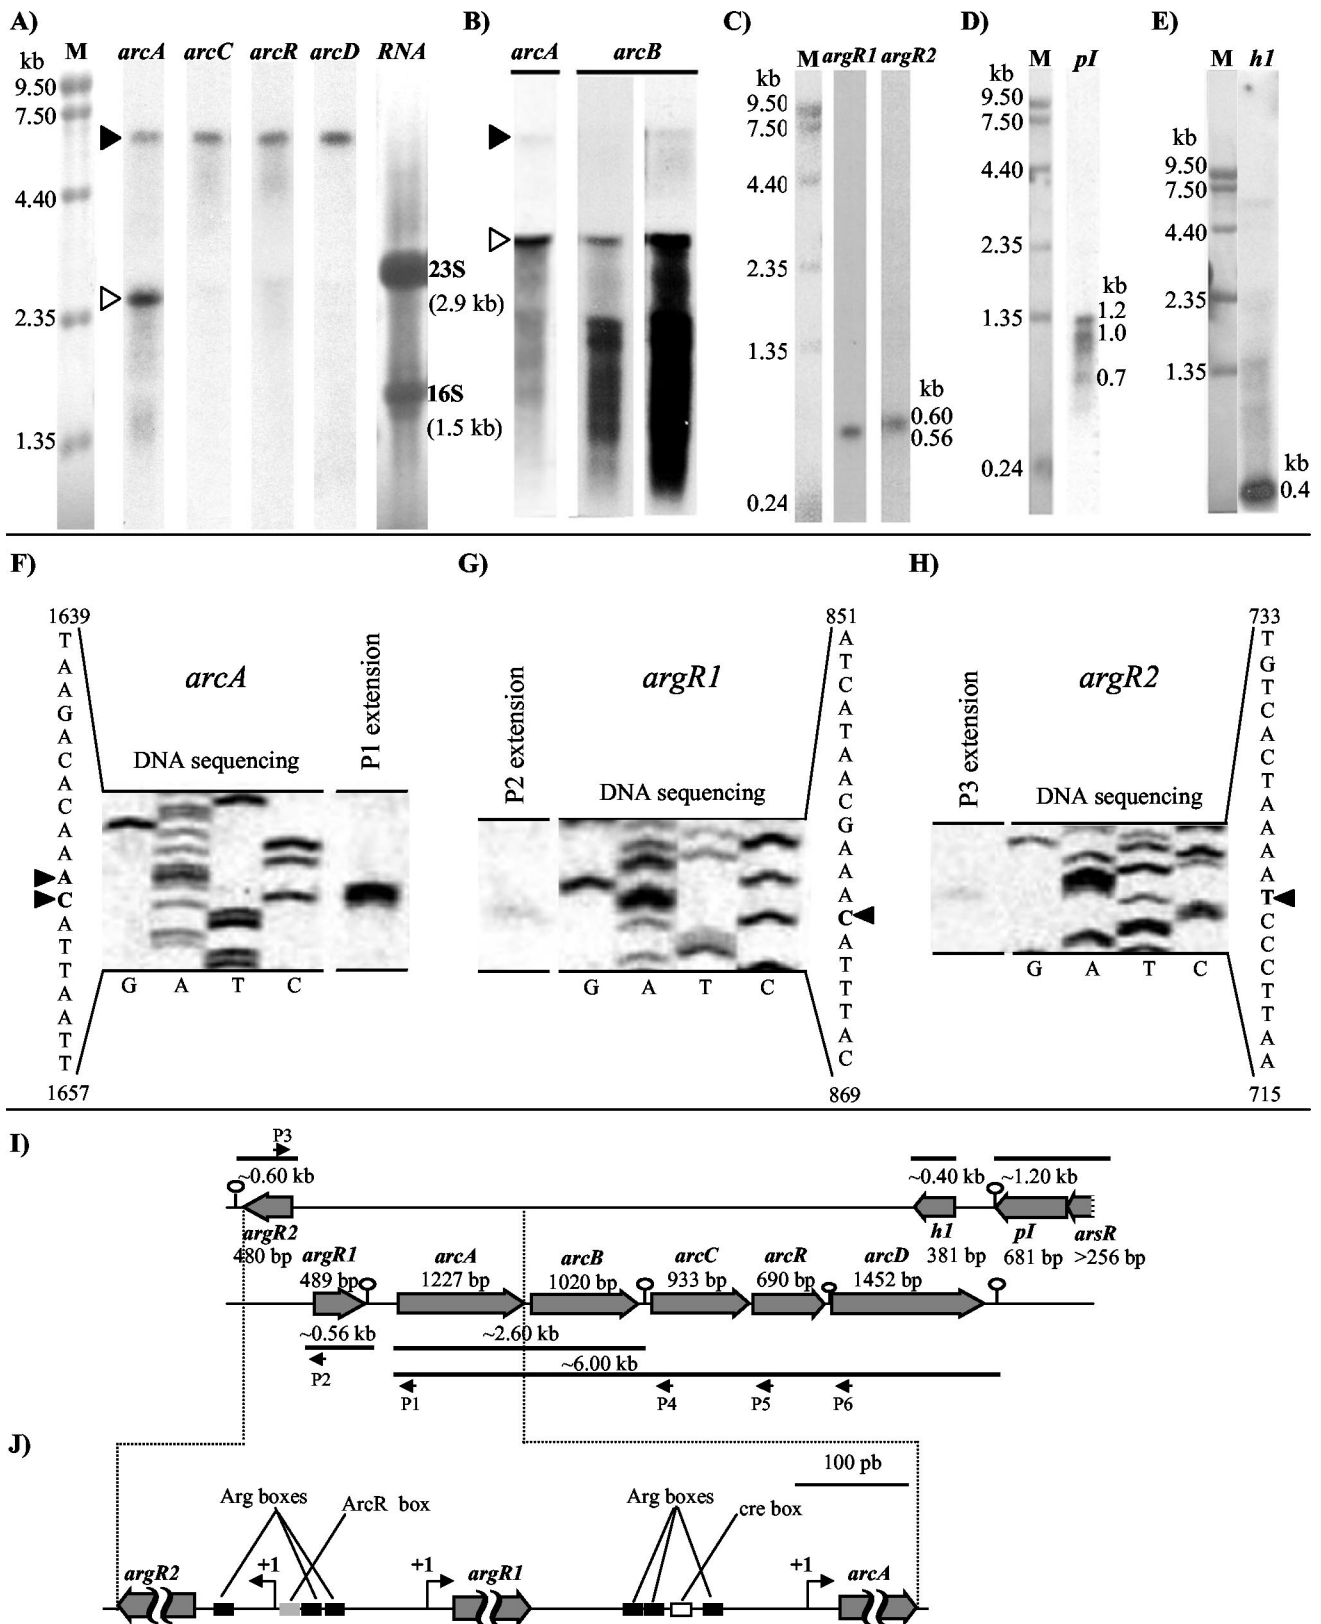 A)
M arcA arcC arcR arcD RNA
kb
9.50
7.50
4.40
2.35
1.35
23S
(2.9 kb)
16S
(1.5 kb)
B)
arcA arcB
C)
M argR1 argR2
kb
9.50
7.50
4.40
2.35
1.35
0.24
kb
0.60
0.56
D)
M pI
kb
9.50
7.50
4.40
2.35
1.35
0.24
kb
1.2
1.0
0.7
E)
M h1
kb
9.50
7.50
4.40
2.35
1.35
kb
0.4
F)
1639
T
A
A
G
A
C
A
C
A
A
A
C
A
T
T
A
A
T
T
1657
arcA
DNA sequencing
P1 extension
G A T C
G)
P2 extension
argR1
DNA sequencing
G A T C
851
A
T
C
A
T
A
A
C
G
A
A
A
C
A
T
T
T
A
C
869
H)
P3 extension
argR2
DNA sequencing
G A T C
733
T
G
T
C
A
C
T
A
A
A
A
T
C
C
C
T
T
A
A
715
I)
P3
~0.60 kb
~0.40 kb
~1.20 kb
argR2
480 bp
h1
381 bp
pI
681 bp
arsR
>256 bp
argR1
489 bp
arcA
1227 bp
arcB
1020 bp
arcC
933 bp
arcR
690 bp
arcD
1452 bp
~0.56 kb
~2.60 kb
P2
~6.00 kb
P1 P4 P5 P6
J)
100 pb
Arg boxes
ArcR box
Arg boxes
cre box
argR2
+1
+1
argR1
+1
arcA